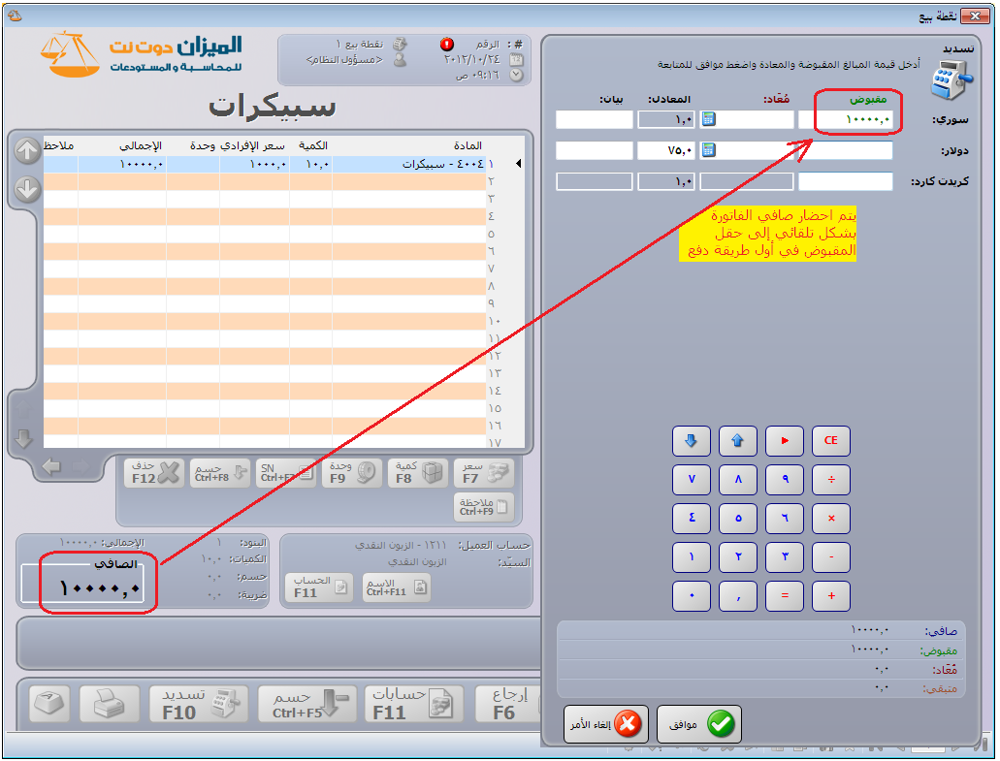 نقطة بيع
تسديد
أدخل قيمة المبالغ المقبوضة والمعادة واضغط موافق للمتابعة
مقبوض
مُعَاد:
المعادل:
بيان:
سوري:
١٠٠٠٠,٠
١,٠
دولار:
٧٥,٠
كريدت كارد:
١,٠
يتم احضار صافي الفاتورة
بشكل تلقائي إلى حقل
المقبوض في أول طريقة دفع
CE
٧ ٨ ٩ ÷
٤ ٥ ٦ ×
١ ٢ ٣ -
٠ , = +
صافي: ١٠٠٠٠,٠
مقبوض: ١٠٠٠٠,٠
مُعَاد: ٠,٠
متبقي: ٠,٠
موافق
إلغاء الأمر
الميزان دوت نت
للمحاسبة والمستودعات
# : الرقم
نقطة بيع ١
٢٠١٢/١٠/٢٤
<مسؤول النظام>
٠٩:١٦ ص
سبيكرات
المادة الكمية سعر الإفرادي وحدة الإجمالي ملاحظ
١ ٤٠٠٤ - سبيكرات ١٠,٠ ١٠٠٠,٠ ١٠٠٠٠,٠
٢
٣
٤
٥
٦
٧
٨
٩
١٠
١١
١٢
١٣
١٤
١٥
١٦
١٧
سعر F7
كمية F8
وحدة F9
SN Ctrl+F7
حسم Ctrl+F8
حذف F12
ملاحظة Ctrl+F9
حساب العميل: ١٢١١ - الزبون النقدي
السيّد: الزبون النقدي
الاسم Ctrl+F11
الحساب F11
البنود: ١
الإجمالي: ١٠٠٠٠,٠
الكميات: ١٠,٠
حسم: ٠,٠
ضريبة: ٠,٠
الصافي
١٠٠٠٠,٠
إرجاع F6
حسابات F11
حسم Ctrl+F5
تسديد F10